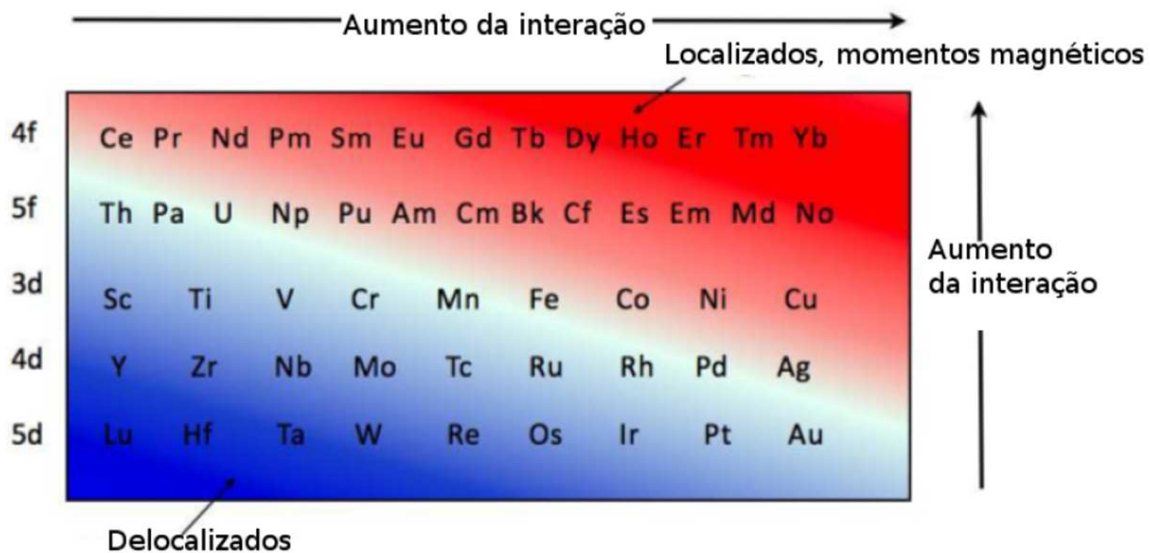 Aumento da interação
Localizados, momentos magnéticos
4f Ce Pr Nd Pm Sm Eu Gd Tb Dy Ho Er Tm Yb
5f Th Pa U Np Pu Am Cm Bk Cf Es Em Md No
Aumento
da interação
3d Sc Ti V Cr Mn Fe Co Ni Cu
4d Y Zr Nb Mo Tc Ru Rh Pd Ag
5d Lu Hf Ta W Re Os Ir Pt Au
Delocalizados